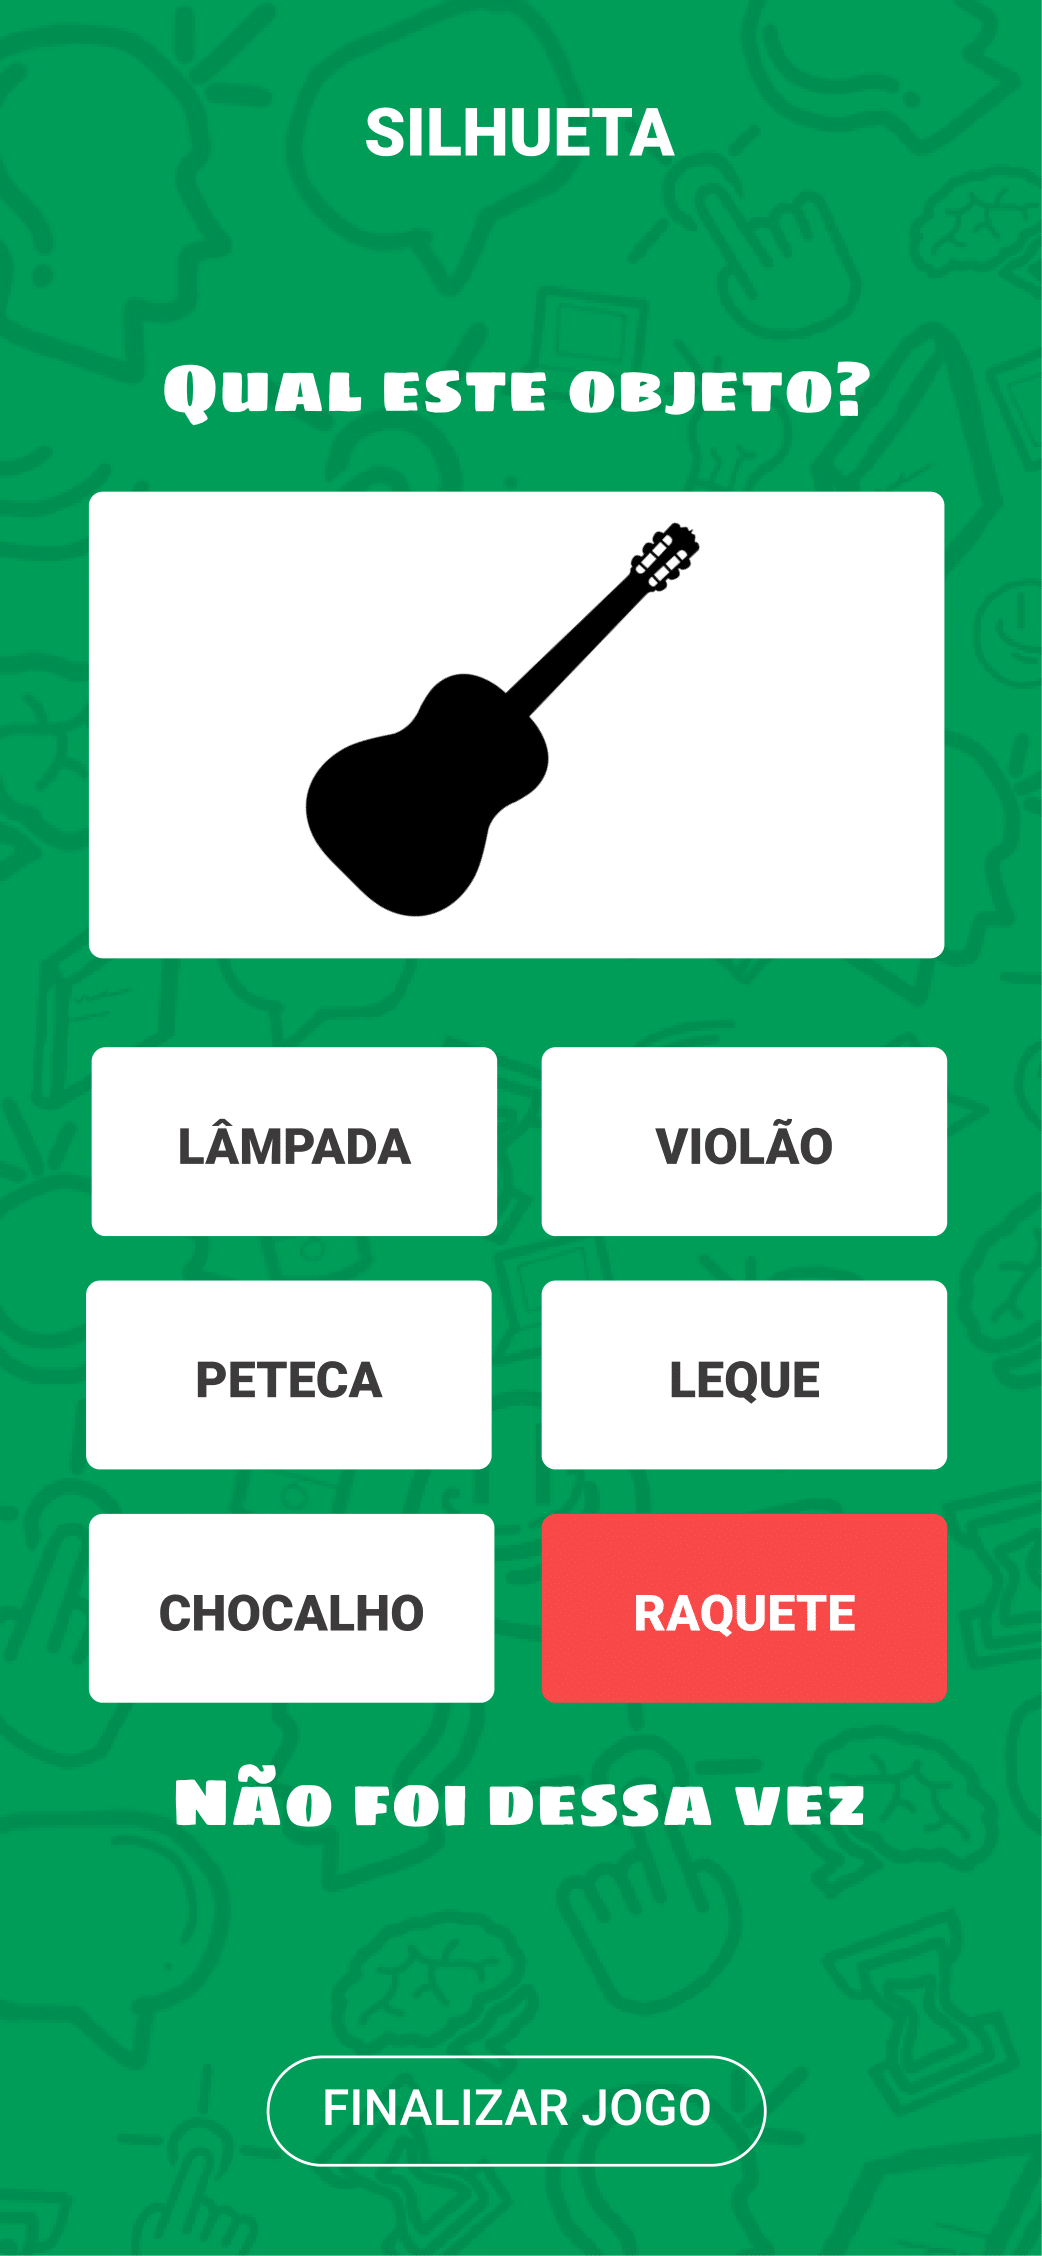 SILHUETA
Qual este objeto?
LÂMPADA
VIOLÃO
PETECA
LEQUE
CHOCALHO
RAQUETE
Não foi dessa vez
FINALIZAR JOGO